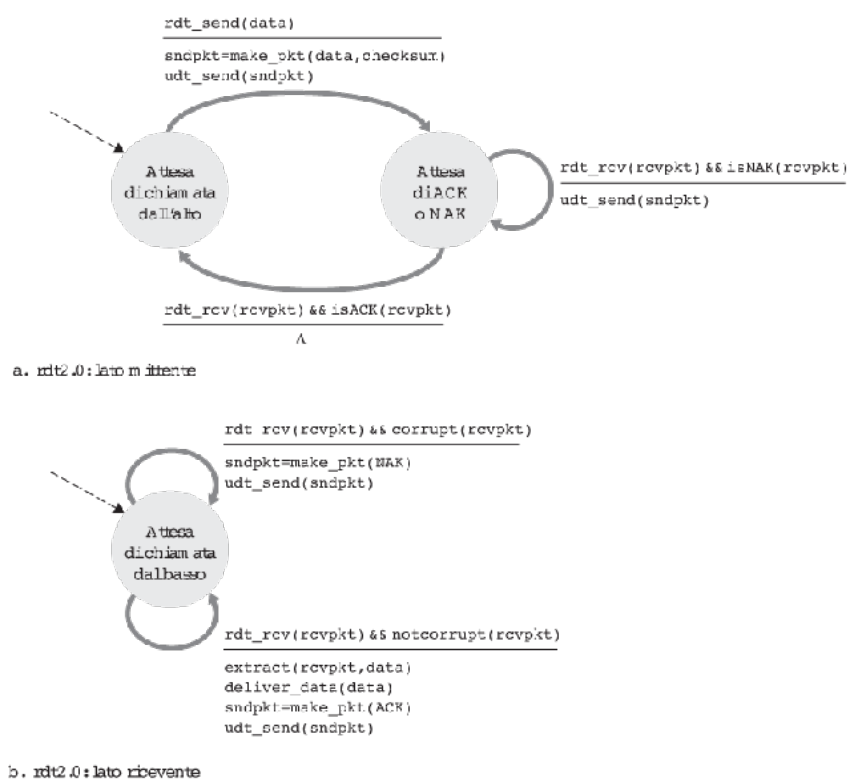 rdt_send(data)
sndpkt=make_pkt(data,checksum)
udt_send(sndpkt)
Attesa
di chiamata
dall'alto
Attesa
di ACK
o NAK
rdt_rcv(rcvpkt) && isNAK(rcvpkt)
udt_send(sndpkt)
rdt_rcv(rcvpkt) && isACK(rcvpkt)
Λ
a. rdt2.0: lato mittente
rdt_rcv(rcvpkt) && corrupt(rcvpkt)
sndpkt=make_pkt(NAK)
udt_send(sndpkt)
Attesa
di chiamata
dal basso
rdt_rcv(rcvpkt) && notcorrupt(rcvpkt)
extract(rcvpkt,data)
deliver_data(data)
sndpkt=make_pkt(ACK)
udt_send(sndpkt)
b. rdt2.0: lato ricevente